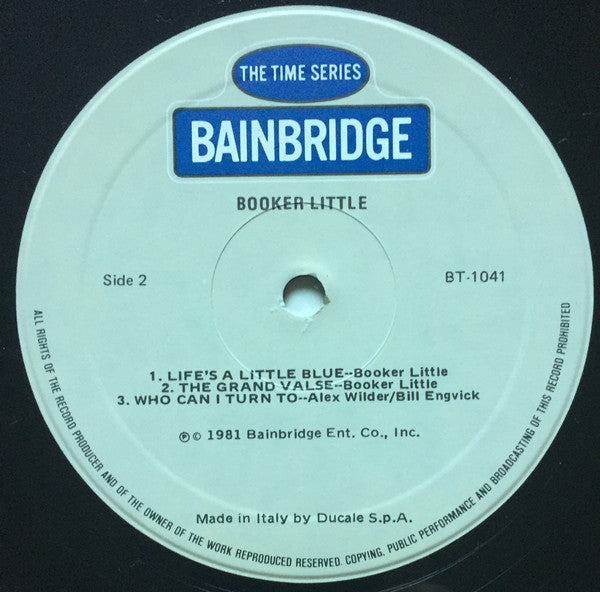 THE TIME SERIES
BAINBRIDGE
BOOKER LITTLE
Side 2
BT-1041
1. LIFE'S A LITTLE BLUE--Booker Little
2. THE GRAND VALSE--Booker Little
3. WHO CAN I TURN TO--Alex Wilder/Bill Engvick
℗© 1981 Bainbridge Ent. Co., Inc.
Made in Italy by Ducale S.p.A.
ALL RIGHTS OF THE RECORD PRODUCER AND OF THE OWNER OF THE WORK REPRODUCED RESERVED. COPYING, PUBLIC PERFORMANCE AND BROADCASTING OF THIS RECORD PROHIBITED